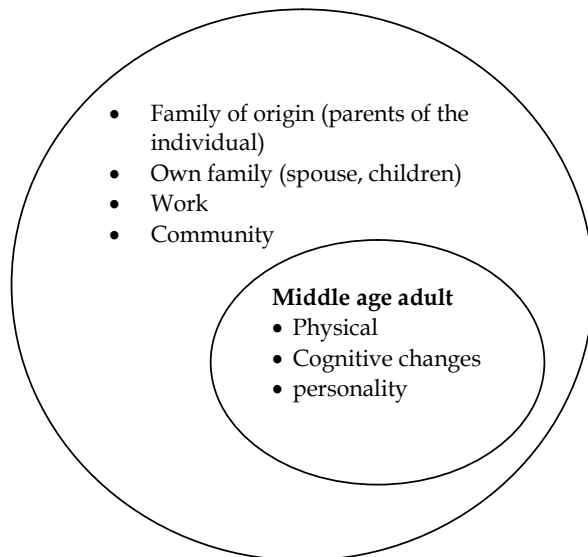 • Family of origin (parents of the
individual)
• Own family (spouse, children)
• Work
• Community
Middle age adult
• Physical
• Cognitive changes
• personality